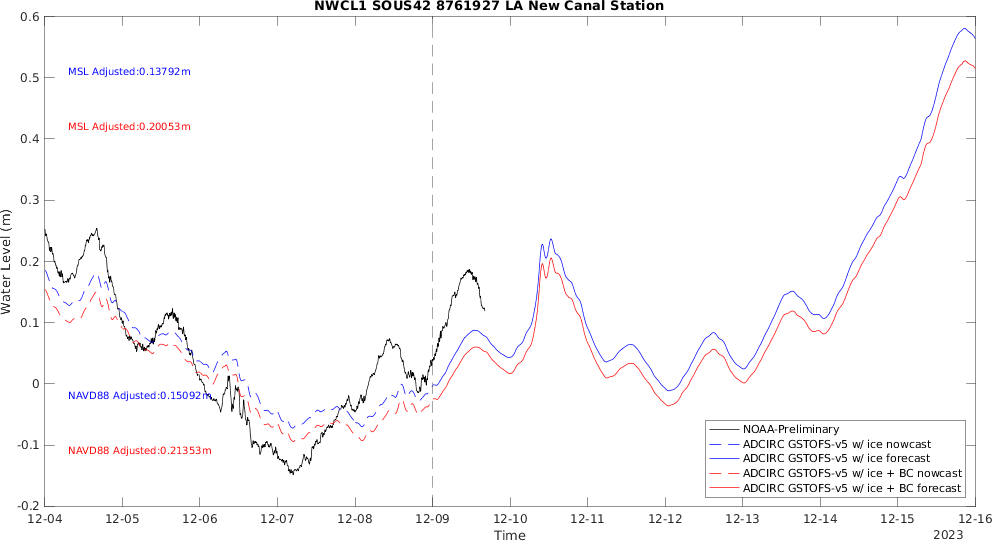 NWCL1 SOUS42 8761927 LA New Canal Station
Water Level (m)
0.6
0.5
0.4
0.3
0.2
0.1
0
-0.1
-0.2
MSL Adjusted:0.13792m
MSL Adjusted:0.20053m
NAVD88 Adjusted:0.15092m
NAVD88 Adjusted:0.21353m
NOAA-Preliminary
ADCIRC GSTOFS-v5 w/ ice nowcast
ADCIRC GSTOFS-v5 w/ ice forecast
ADCIRC GSTOFS-v5 w/ ice + BC nowcast
ADCIRC GSTOFS-v5 w/ ice + BC forecast
12-04 12-05 12-06 12-07 12-08 12-09 12-10 12-11 12-12 12-13 12-14 12-15 12-16
Time
2023